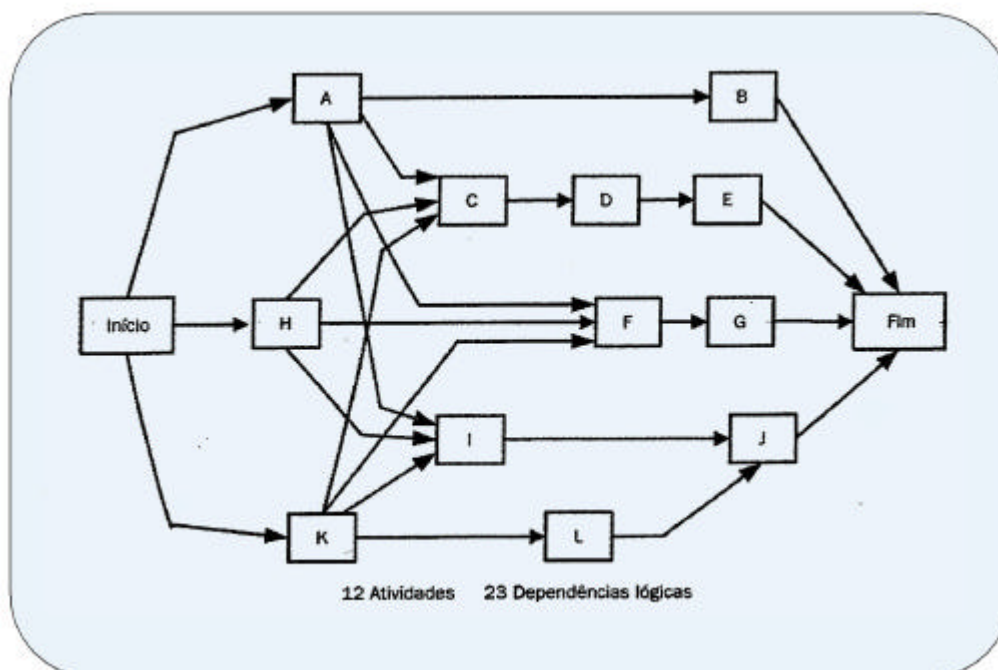 A
B
C
D
E
Início
H
F
G
Fim
I
J
K
L
12 Atividades 23 Dependências lógicas